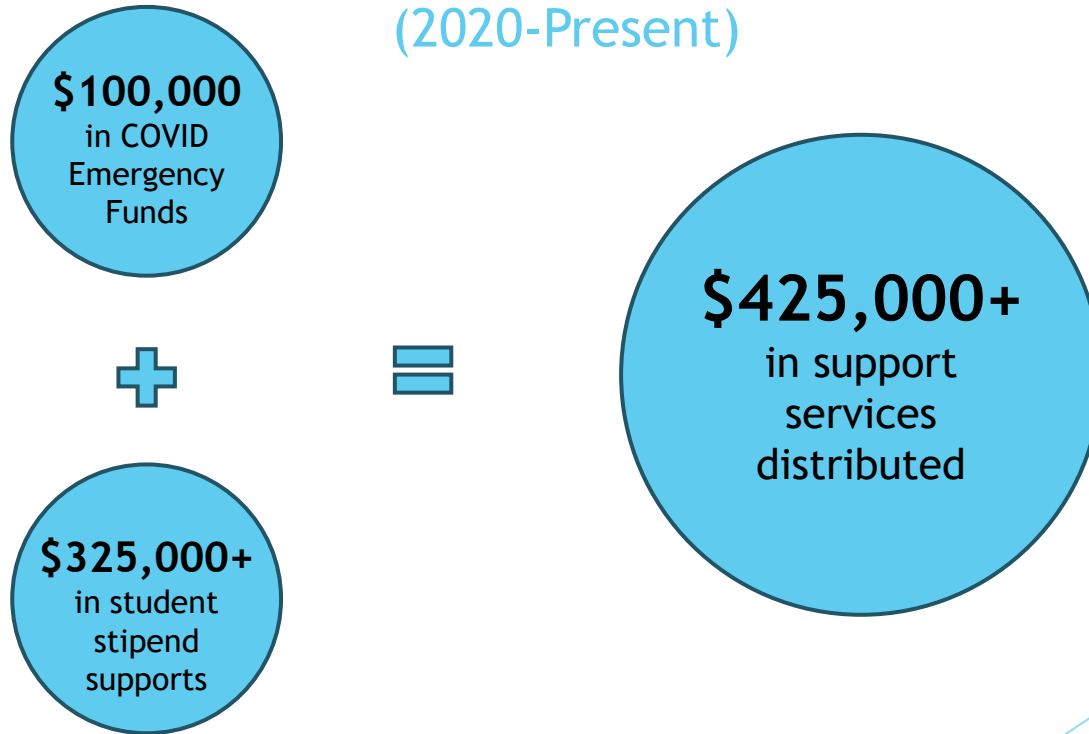 (2020-Present)
$100,000
in COVID
Emergency
Funds
$325,000+
in student
stipend
supports
$425,000+
in support
services
distributed